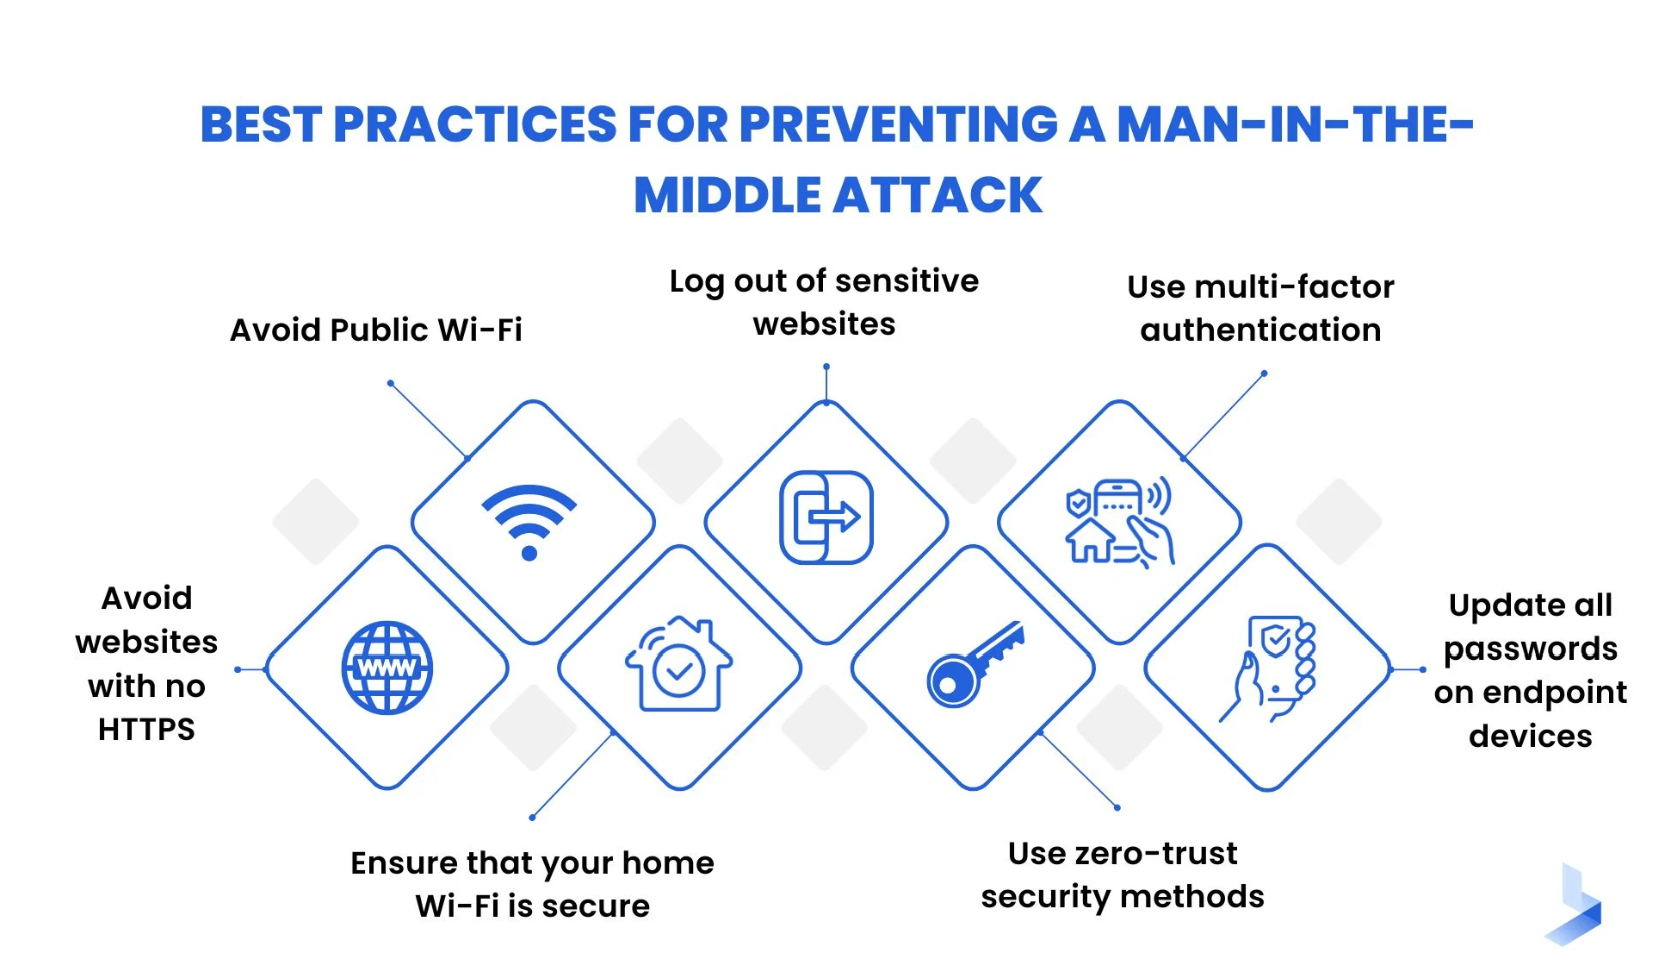 BEST PRACTICES FOR PREVENTING A MAN-IN-THE-
MIDDLE ATTACK
Avoid Public Wi-Fi
Log out of sensitive
websites
Use multi-factor
authentication
Avoid
websites
with no
HTTPS
WWW
Update all
passwords
on endpoint
devices
Ensure that your home
Wi-Fi is secure
Use zero-trust
security methods